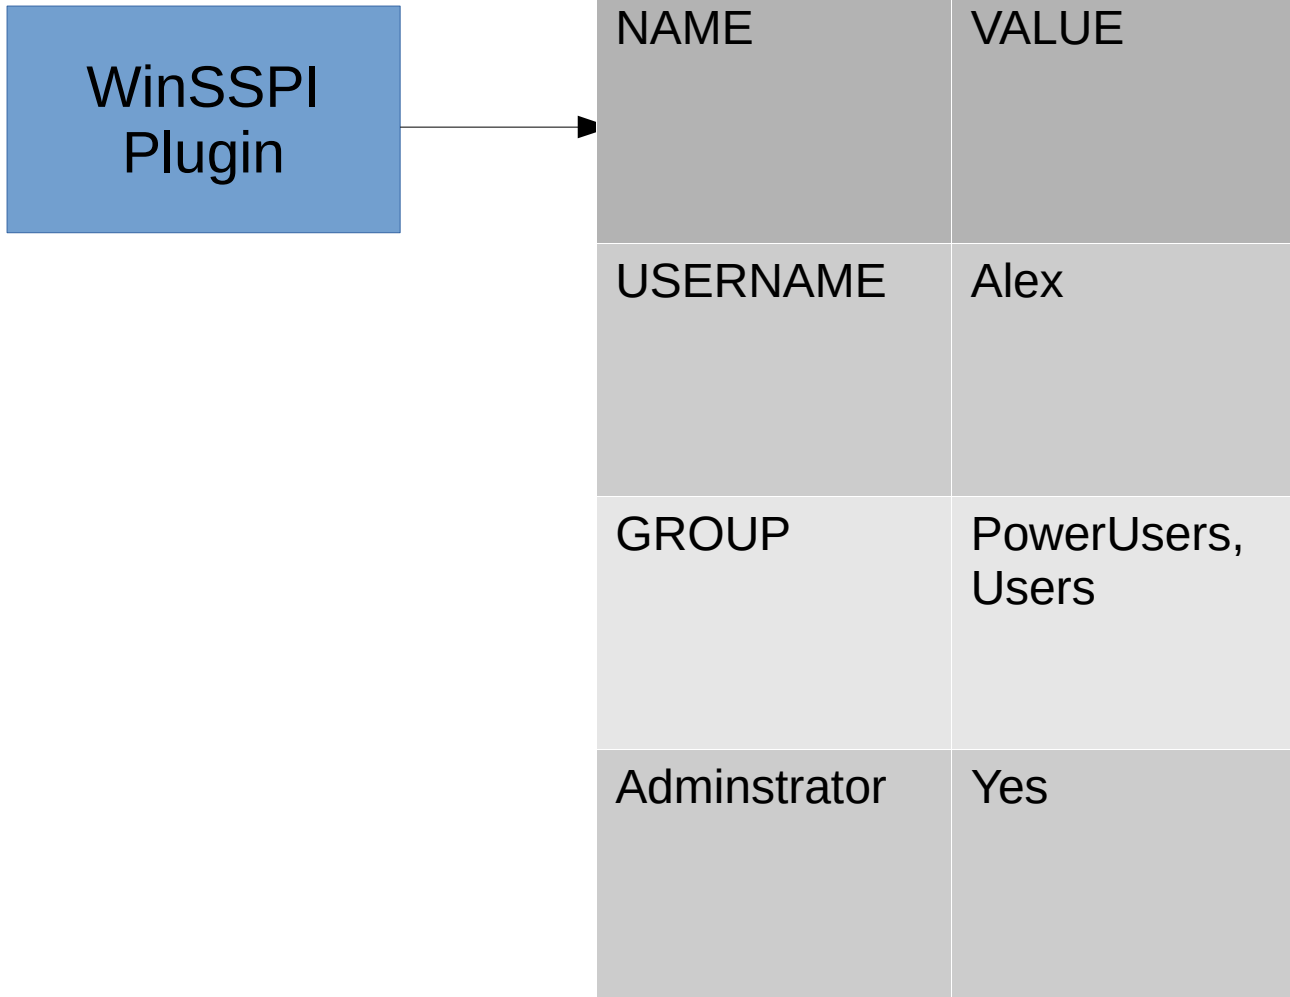 WinSSPI
Plugin
NAME VALUE
USERNAME Alex
GROUP PowerUsers,
Users
Adminstrator Yes